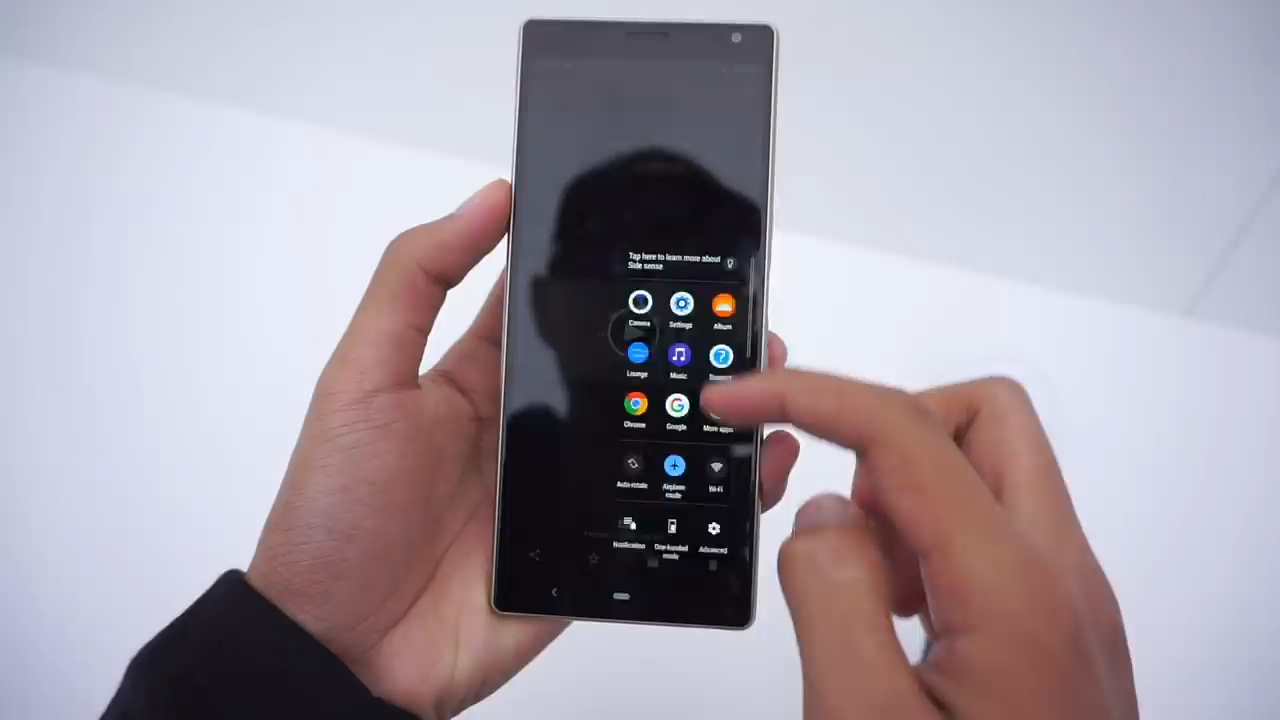 Tap here to learn more about
Side sense
Camera Settings Album
Lounge Music
Chrome Google More apps
Auto-rotate Airplane mode Wi-Fi
Notification One-handed mode Advanced